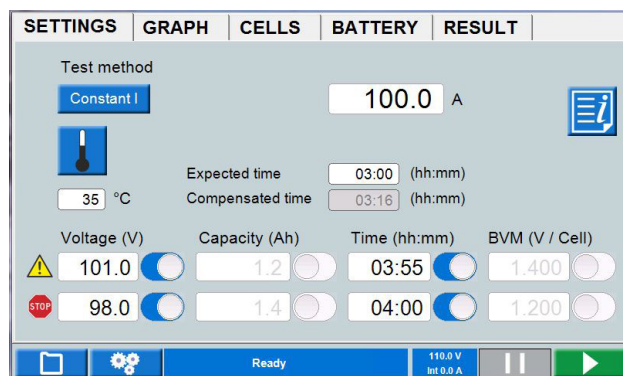 SETTINGS GRAPH CELLS BATTERY RESULT
Test method
Constant I 100.0 A
Expected time 03:00 (hh:mm)
35 °C Compensated time 03:16 (hh:mm)
Voltage (V) Capacity (Ah) Time (hh:mm) BVM (V / Cell)
101.0 1.2 03:55 1.400
STOP 98.0 1.4 04:00 1.200
Ready 110.0 V
Int 0.0 A